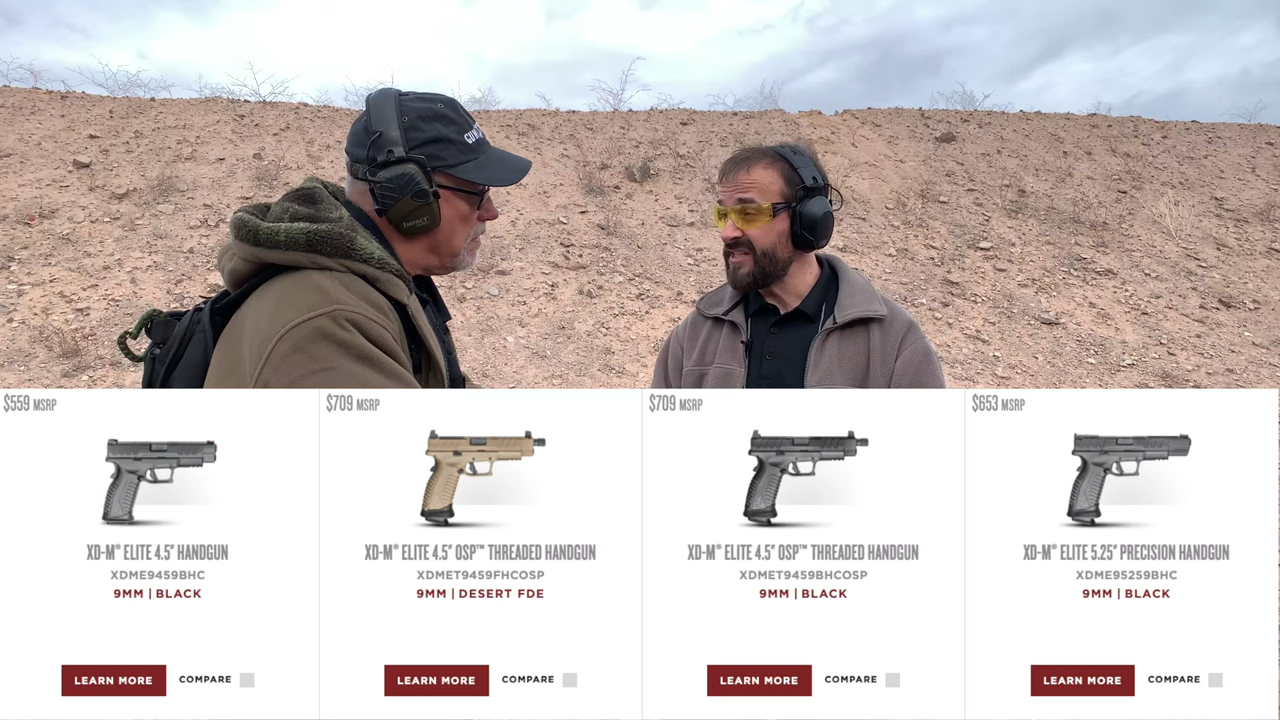 IMPACT
$559 MSRP
$709 MSRP
$709 MSRP
$653 MSRP
XD-M® ELITE 4.5" HANDGUN
XDME9459BHC
9MM | BLACK
XD-M® ELITE 4.5" OSP™ THREADED HANDGUN
XDMET9459FHCOSP
9MM | DESERT FDE
XD-M® ELITE 4.5" OSP™ THREADED HANDGUN
XDMET9459BHCOSP
9MM | BLACK
XD-M® ELITE 5.25" PRECISION HANDGUN
XDME95259BHC
9MM | BLACK
LEARN MORE
COMPARE
LEARN MORE
COMPARE
LEARN MORE
COMPARE
LEARN MORE
COMPARE